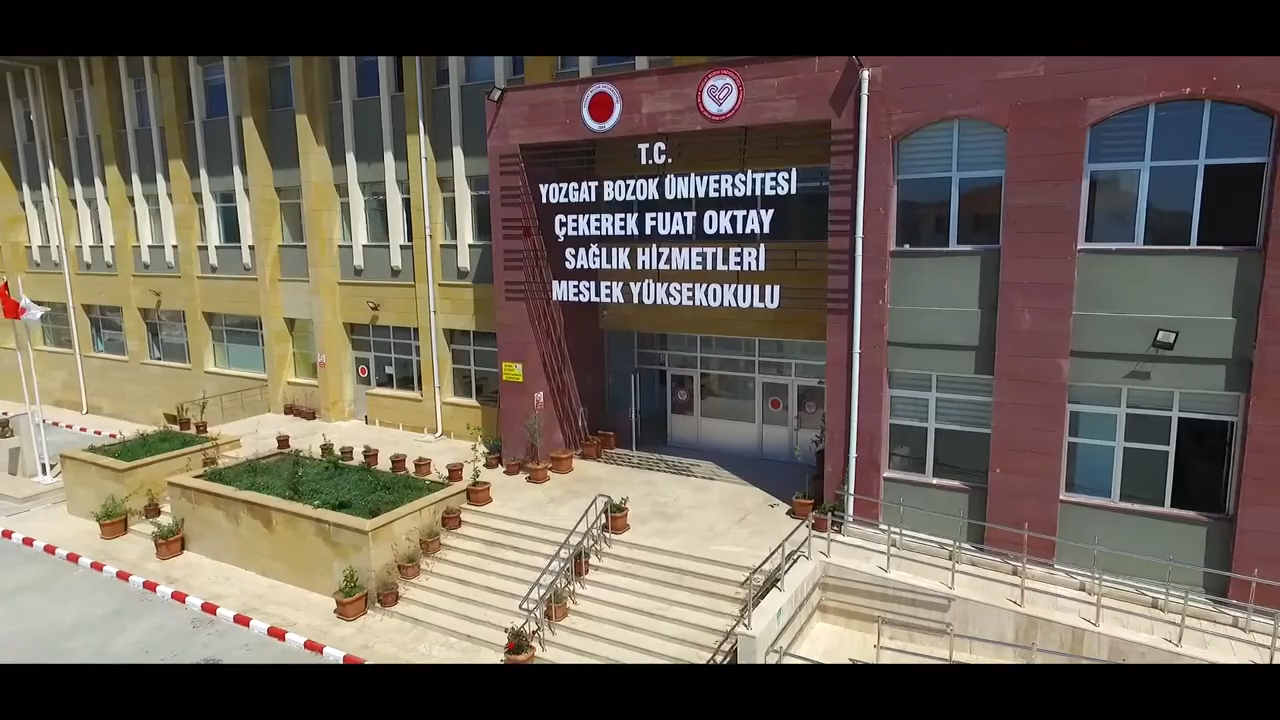 T.C.
YOZGAT BOZOK ÜNİVERSİTESİ
ÇEKEREK FUAT OKTAY
SAĞLIK HİZMETLERİ
MESLEK YÜKSEKOKULU